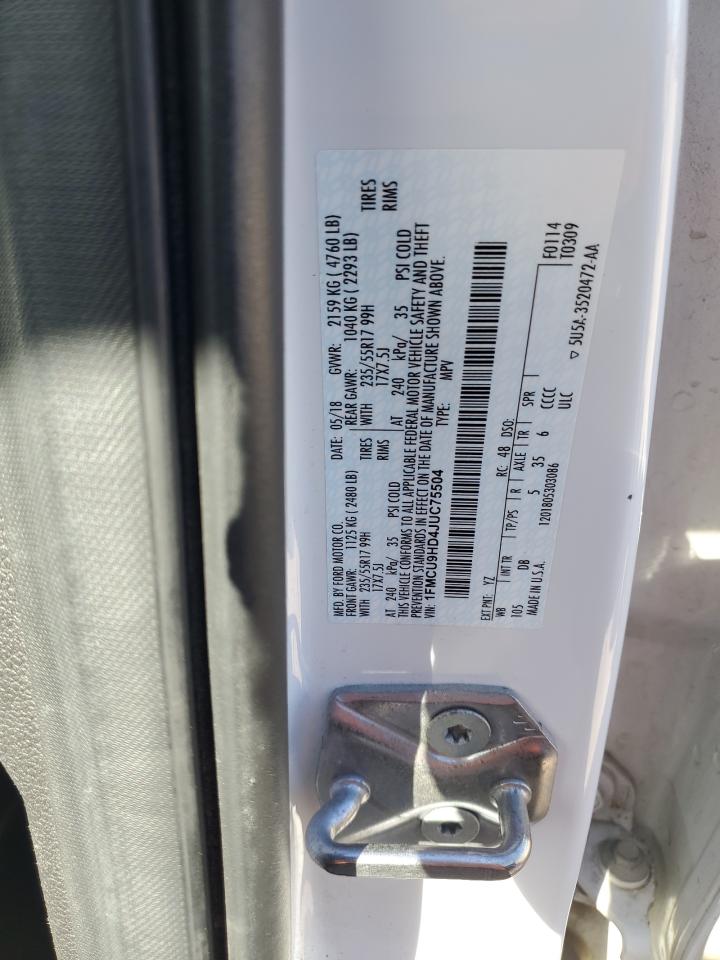 MFD. BY FORD MOTOR CO. DATE: 05/18 GVWR: 2159 KG ( 4760 LB)
FRONT GAWR: 1125 KG ( 2480 LB) REAR GAWR: 1040 KG ( 2293 LB)
WITH 235/55R17 99H TIRES WITH 235/55R17 99H TIRES
17X7.5J RIMS 17X7.5J RIMS
AT 240 kPa/ 35 PSI COLD AT 240 kPa/ 35 PSI COLD
THIS VEHICLE CONFORMS TO ALL APPLICABLE FEDERAL MOTOR VEHICLE SAFETY AND THEFT
PREVENTION STANDARDS IN EFFECT ON THE DATE OF MANUFACTURE SHOWN ABOVE.
VIN: 1FMCU9HD4JUC75504 TYPE: MPV
EXT PNT: YZ RC: 48 DSO: F0114
WB INT TR TP/PS R AXLE TR SPR T0309
105 DB 5 35 6 CCCC
MADE IN U.S.A. 1201805303086 ULC ▽ 5U5A-3520472-AA